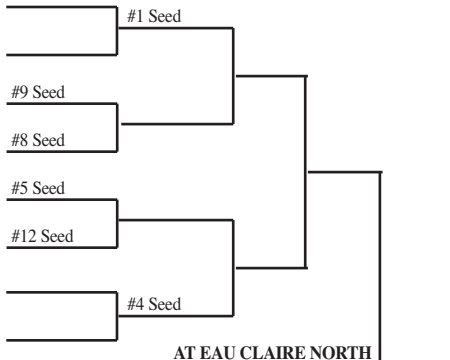 #1 Seed
#9 Seed
#8 Seed
#5 Seed
#12 Seed
#4 Seed
AT EAU CLAIRE NORTH